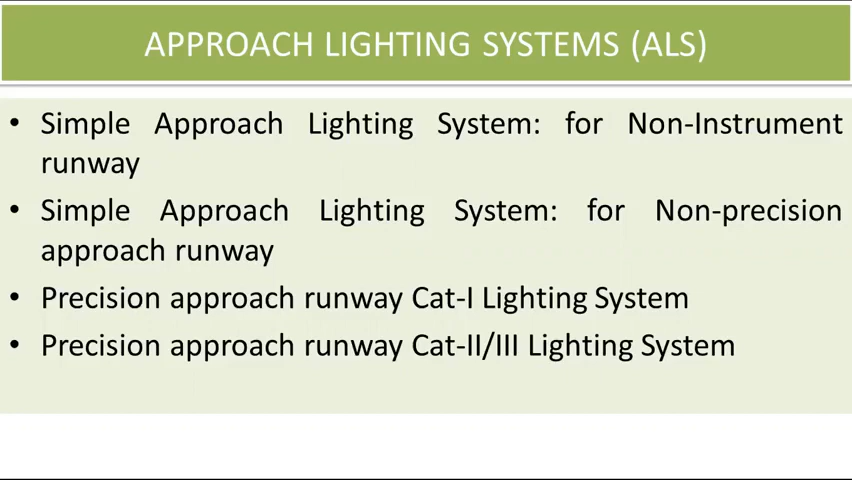 APPROACH LIGHTING SYSTEMS (ALS)
• Simple Approach Lighting System: for Non-Instrument
runway
• Simple Approach Lighting System: for Non-precision
approach runway
• Precision approach runway Cat-I Lighting System
• Precision approach runway Cat-II/III Lighting System